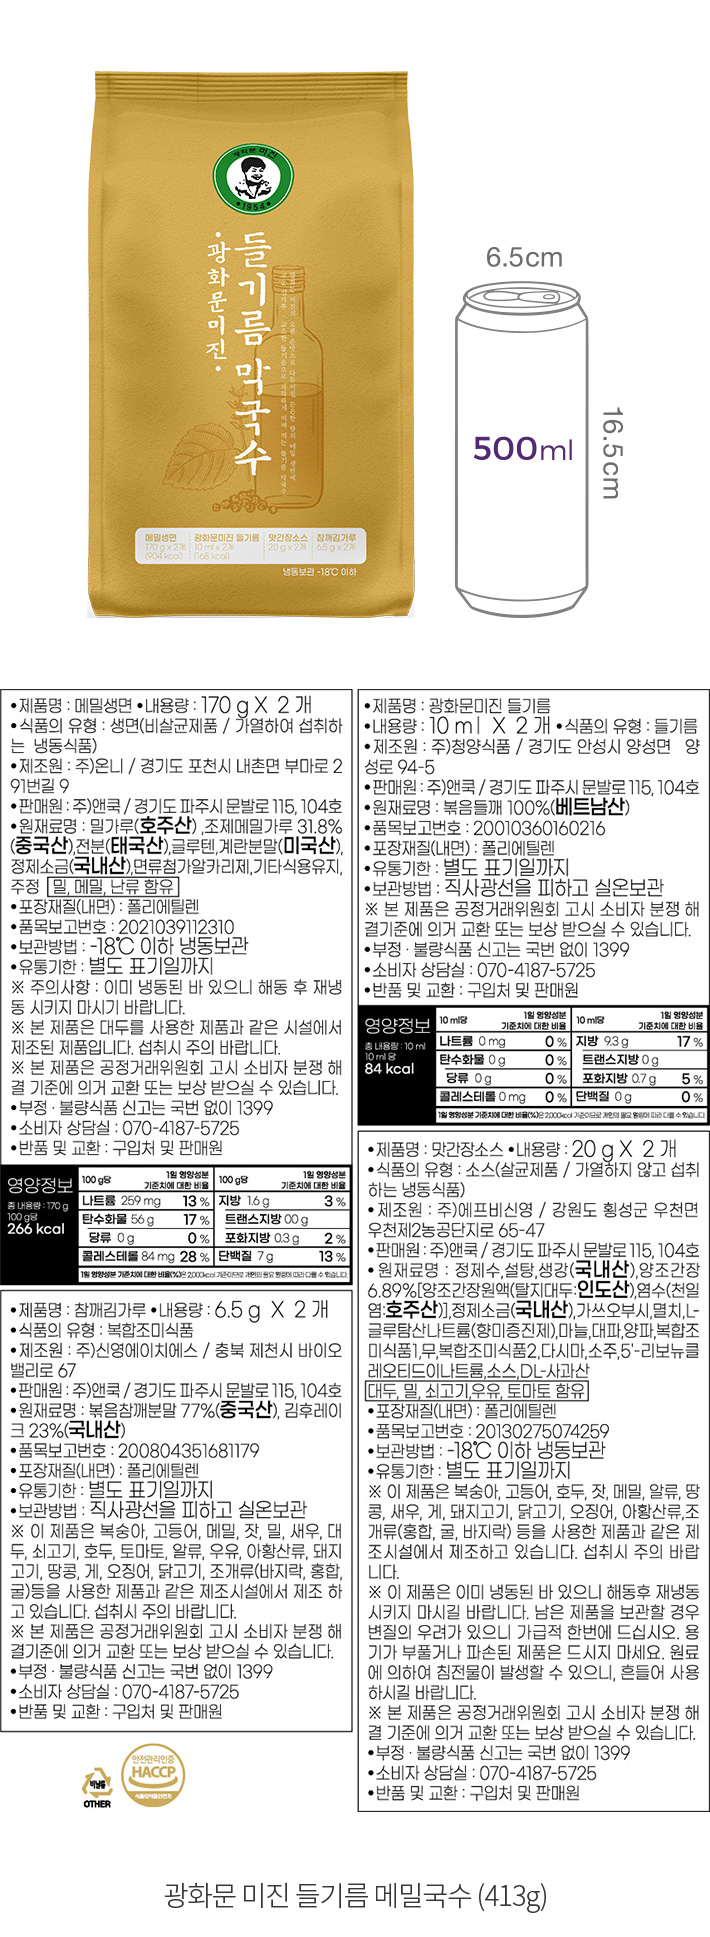 광화문 미진
1954
들기름 막국수
·광화문미진·
메밀생면
170 g x 2개
(904 kcal)
광화문미진 들기름
10 ml x 2개
(168 kcal)
맛간장소스
20 g x 2개
참깨김가루
6.5 g x 2개
냉동보관 -18℃ 이하
6.5cm
500ml
16.5cm
•제품명 : 메밀생면 •내용량 : 170 g X 2 개
•식품의 유형 : 생면(비살균제품 / 가열하여 섭취하
는 냉동식품)
•제조원 : 주)온니 / 경기도 포천시 내촌면 부마로 2
91번길 9
•판매원 : 주)앤쿡 / 경기도 파주시 문발로 115, 104호
•원재료명 : 밀가루(호주산) ,조제메밀가루 31.8%
(중국산),전분(태국산),글루텐,계란분말(미국산),
정제소금(국내산),면류첨가알카리제,기타식용유지,
주정 밀, 메밀, 난류 함유
•포장재질(내면) : 폴리에틸렌
•품목보고번호 : 2021039112310
•보관방법 : -18℃ 이하 냉동보관
•유통기한 : 별도 표기일까지
※ 주의사항 : 이미 냉동된 바 있으니 해동 후 재냉
동 시키지 마시기 바랍니다.
※ 본 제품은 대두를 사용한 제품과 같은 시설에서
제조된 제품입니다. 섭취시 주의 바랍니다.
※ 본 제품은 공정거래위원회 고시 소비자 분쟁 해
결 기준에 의거 교환 또는 보상 받으실 수 있습니다.
•부정·불량식품 신고는 국번 없이 1399
•소비자 상담실 : 070-4187-5725
•반품 및 교환 : 구입처 및 판매원
영양정보
총 내용량 : 170 g
100 g당
266 kcal
100 g당 1일 영양성분 기준치에 대한 비율 100 g당 1일 영양성분 기준치에 대한 비율
나트륨 259 mg 13 % 지방 1.6 g 3 %
탄수화물 56 g 17 % 트랜스지방 00 g
당류 0 g 0 % 포화지방 0.3 g 2 %
콜레스테롤 84 mg 28 % 단백질 7 g 13 %
1일 영양성분 기준치에 대한 비율(%)은 2,000kcal 기준이므로 개인의 필요 열량에 따라 다를 수 있습니다.
•제품명 : 참깨김가루 •내용량 : 6.5 g X 2 개
•식품의 유형 : 복합조미식품
•제조원 : 주)신영에이치에스 / 충북 제천시 바이오
밸리로 67
•판매원 : 주)앤쿡 / 경기도 파주시 문발로 115, 104호
•원재료명 : 볶음참깨분말 77%(중국산), 김후레이
크 23%(국내산)
•품목보고번호 : 200804351681179
•포장재질(내면) : 폴리에틸렌
•유통기한 : 별도 표기일까지
•보관방법 : 직사광선을 피하고 실온보관
※ 이 제품은 복숭아, 고등어, 메밀, 잣, 밀, 새우, 대
두, 쇠고기, 호두, 토마토, 알류, 우유, 아황산류, 돼지
고기, 땅콩, 게, 오징어, 닭고기, 조개류(바지락, 홍합,
굴)등을 사용한 제품과 같은 제조시설에서 제조 하
고 있습니다. 섭취시 주의 바랍니다.
※ 본 제품은 공정거래위원회 고시 소비자 분쟁 해
결기준에 의거 교환 또는 보상 받으실 수 있습니다.
•부정·불량식품 신고는 국번 없이 1399
•소비자 상담실 : 070-4187-5725
•반품 및 교환 : 구입처 및 판매원
•제품명 : 광화문미진 들기름
•내용량 : 10 ml X 2 개 •식품의 유형 : 들기름
•제조원 : 주)청양식품 / 경기도 안성시 양성면 양
성로 94-5
•판매원 : 주)앤쿡 / 경기도 파주시 문발로 115, 104호
•원재료명 : 볶음들깨 100%(베트남산)
•품목보고번호 : 20010360160216
•포장재질(내면) : 폴리에틸렌
•유통기한 : 별도 표기일까지
•보관방법 : 직사광선을 피하고 실온보관
※ 본 제품은 공정거래위원회 고시 소비자 분쟁 해
결기준에 의거 교환 또는 보상 받으실 수 있습니다.
•부정·불량식품 신고는 국번 없이 1399
•소비자 상담실 : 070-4187-5725
•반품 및 교환 : 구입처 및 판매원
영양정보
총 내용량 : 10 ml
10 ml 당
84 kcal
10 ml당 1일 영양성분 기준치에 대한 비율 10 ml당 1일 영양성분 기준치에 대한 비율
나트륨 0 mg 0 % 지방 9.3 g 17 %
탄수화물 0 g 0 % 트랜스지방 0 g
당류 0 g 0 % 포화지방 0.7 g 5 %
콜레스테롤 0 mg 0 % 단백질 0 g 0 %
1일 영양성분 기준치에 대한 비율(%)은 2,000kcal 기준이므로 개인의 필요 열량에 따라 다를 수 있습니다.
•제품명 : 맛간장소스 •내용량 : 20 g X 2 개
•식품의 유형 : 소스(살균제품 / 가열하지 않고 섭취
하는 냉동식품)
•제조원 : 주)에프비신영 / 강원도 횡성군 우천면
우천제2농공단지로 65-47
•판매원 : 주)앤쿡 / 경기도 파주시 문발로 115, 104호
•원재료명 : 정제수,설탕,생강(국내산),양조간장
6.89%[양조간장원액(탈지대두:인도산),염수(천일
염:호주산)],정제소금(국내산),가쓰오부시,멸치,L-
글루탐산나트륨(향미증진제),마늘,대파,양파,복합조
미식품1,무,복합조미식품2,다시마,소주,5'-리보뉴클
레오티드이나트륨,소스,DL-사과산
대두, 밀, 쇠고기,우유, 토마토 함유
•포장재질(내면) : 폴리에틸렌
•품목보고번호 : 20130275074259
•보관방법 : -18℃ 이하 냉동보관
•유통기한 : 별도 표기일까지
※ 이 제품은 복숭아, 고등어, 호두, 잣, 메밀, 알류, 땅
콩, 새우, 게, 돼지고기, 닭고기, 오징어, 아황산류,조
개류(홍합, 굴, 바지락) 등을 사용한 제품과 같은 제
조시설에서 제조하고 있습니다. 섭취시 주의 바랍
니다.
※ 이 제품은 이미 냉동된 바 있으니 해동후 재냉동
시키지 마시길 바랍니다. 남은 제품을 보관할 경우
변질의 우려가 있으니 가급적 한번에 드십시오. 용
기가 부풀거나 파손된 제품은 드시지 마세요. 원료
에 의하여 침전물이 발생할 수 있으니, 흔들어 사용
하시길 바랍니다.
※ 본 제품은 공정거래위원회 고시 소비자 분쟁 해
결 기준에 의거 교환 또는 보상 받으실 수 있습니다.
•부정·불량식품 신고는 국번 없이 1399
•소비자 상담실 : 070-4187-5725
•반품 및 교환 : 구입처 및 판매원
비닐류
OTHER
안전관리인증
HACCP
식품의약품안전처
광화문 미진 들기름 메밀국수 (413g)